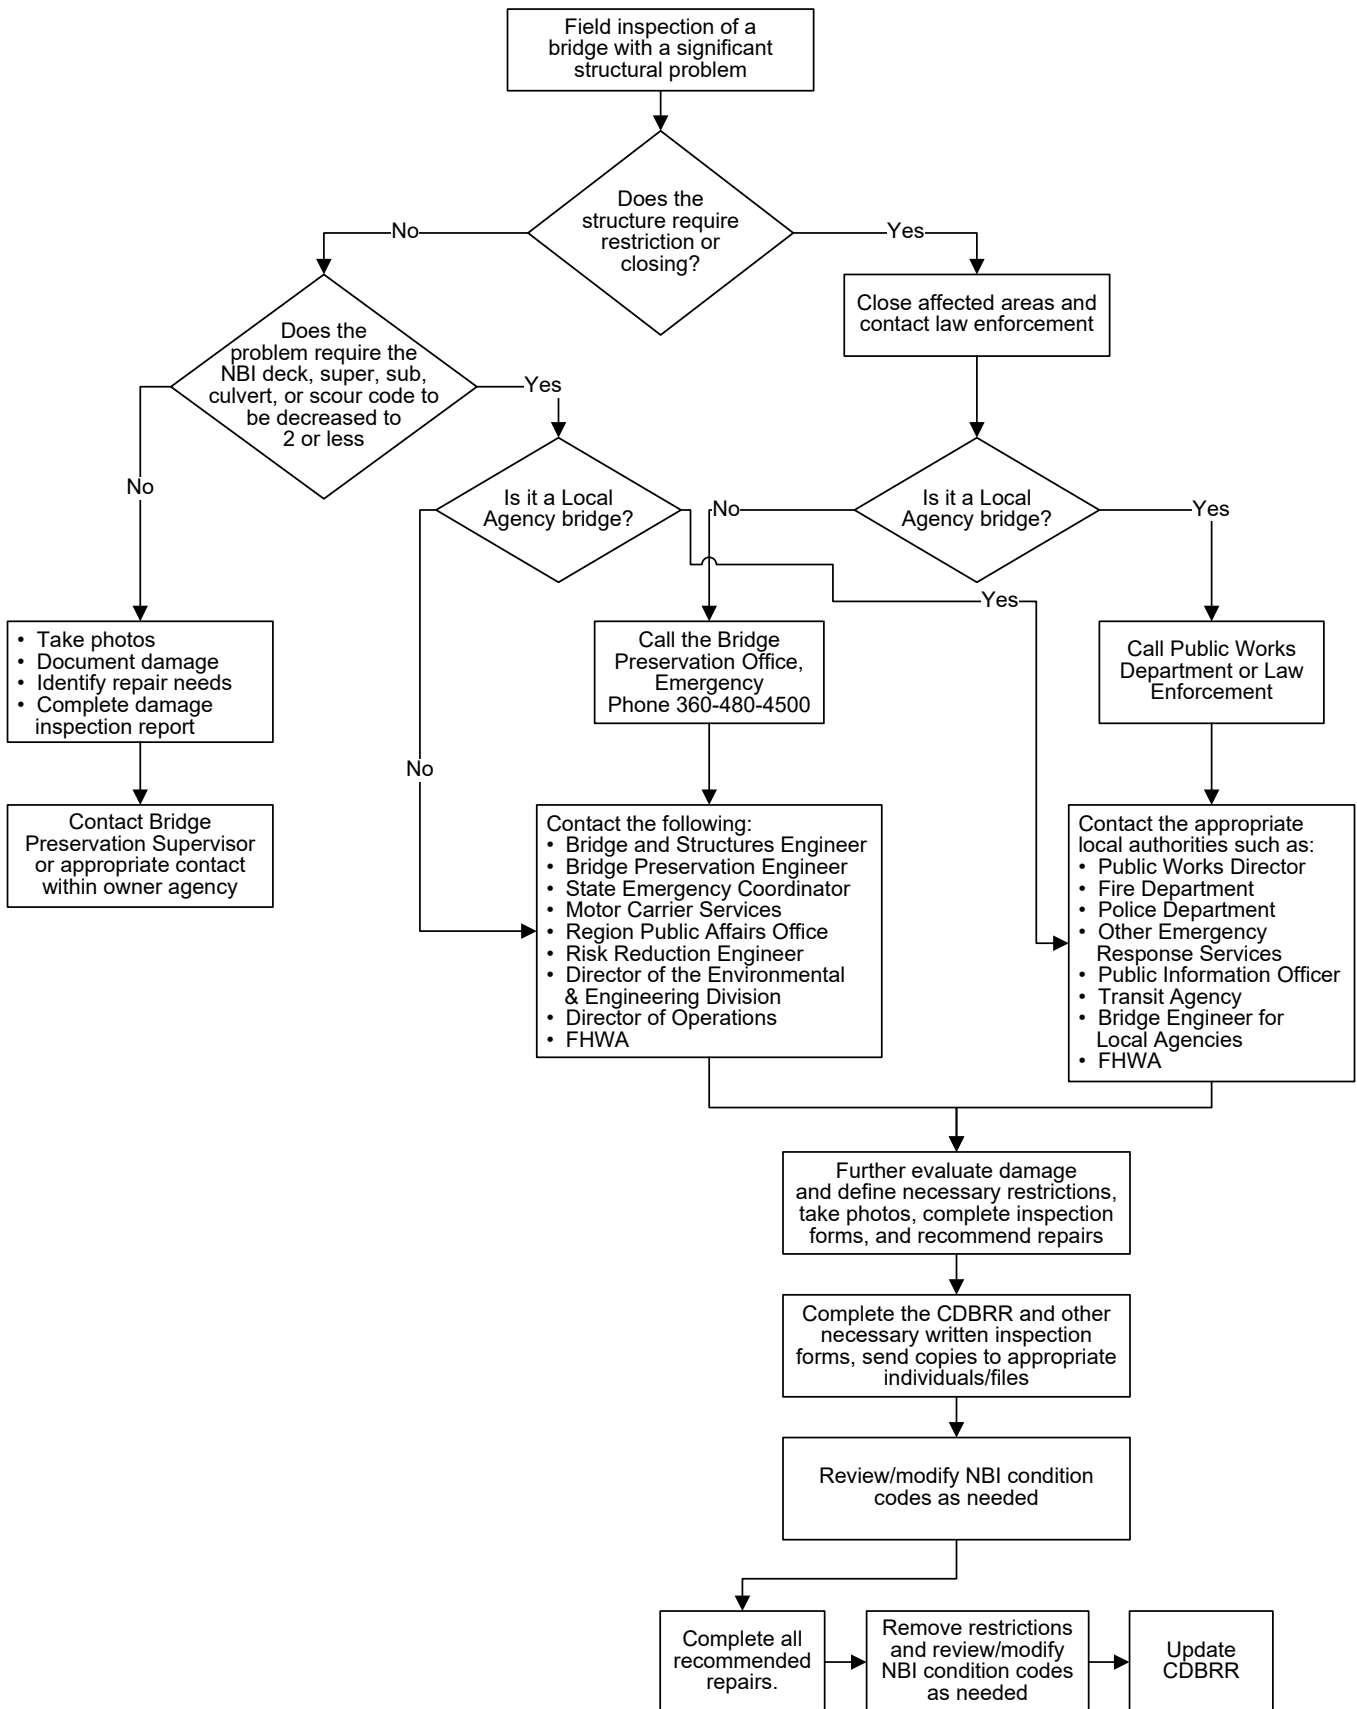 Field inspection of a
bridge with a significant
structural problem
Does the
structure require
restriction or
closing?
No
Yes
Close affected areas and
contact law enforcement
Does the
problem require the
NBI deck, super, sub,
culvert, or scour code to
be decreased to
2 or less
Yes
No
Is it a Local
Agency bridge?
Is it a Local
Agency bridge?
No
Yes
Yes
No
• Take photos
• Document damage
• Identify repair needs
• Complete damage
inspection report
Call the Bridge
Preservation Office,
Emergency
Phone 360-480-4500
Call Public Works
Department or Law
Enforcement
Contact Bridge
Preservation Supervisor
or appropriate contact
within owner agency
Contact the following:
• Bridge and Structures Engineer
• Bridge Preservation Engineer
• State Emergency Coordinator
• Motor Carrier Services
• Region Public Affairs Office
• Risk Reduction Engineer
• Director of the Environmental
& Engineering Division
• Director of Operations
• FHWA
Contact the appropriate
local authorities such as:
• Public Works Director
• Fire Department
• Police Department
• Other Emergency
Response Services
• Public Information Officer
• Transit Agency
• Bridge Engineer for
Local Agencies
• FHWA
Further evaluate damage
and define necessary restrictions,
take photos, complete inspection
forms, and recommend repairs
Complete the CDBRR and other
necessary written inspection
forms, send copies to appropriate
individuals/files
Review/modify NBI condition
codes as needed
Complete all
recommended
repairs.
Remove restrictions
and review/modify
NBI condition codes
as needed
Update
CDBRR